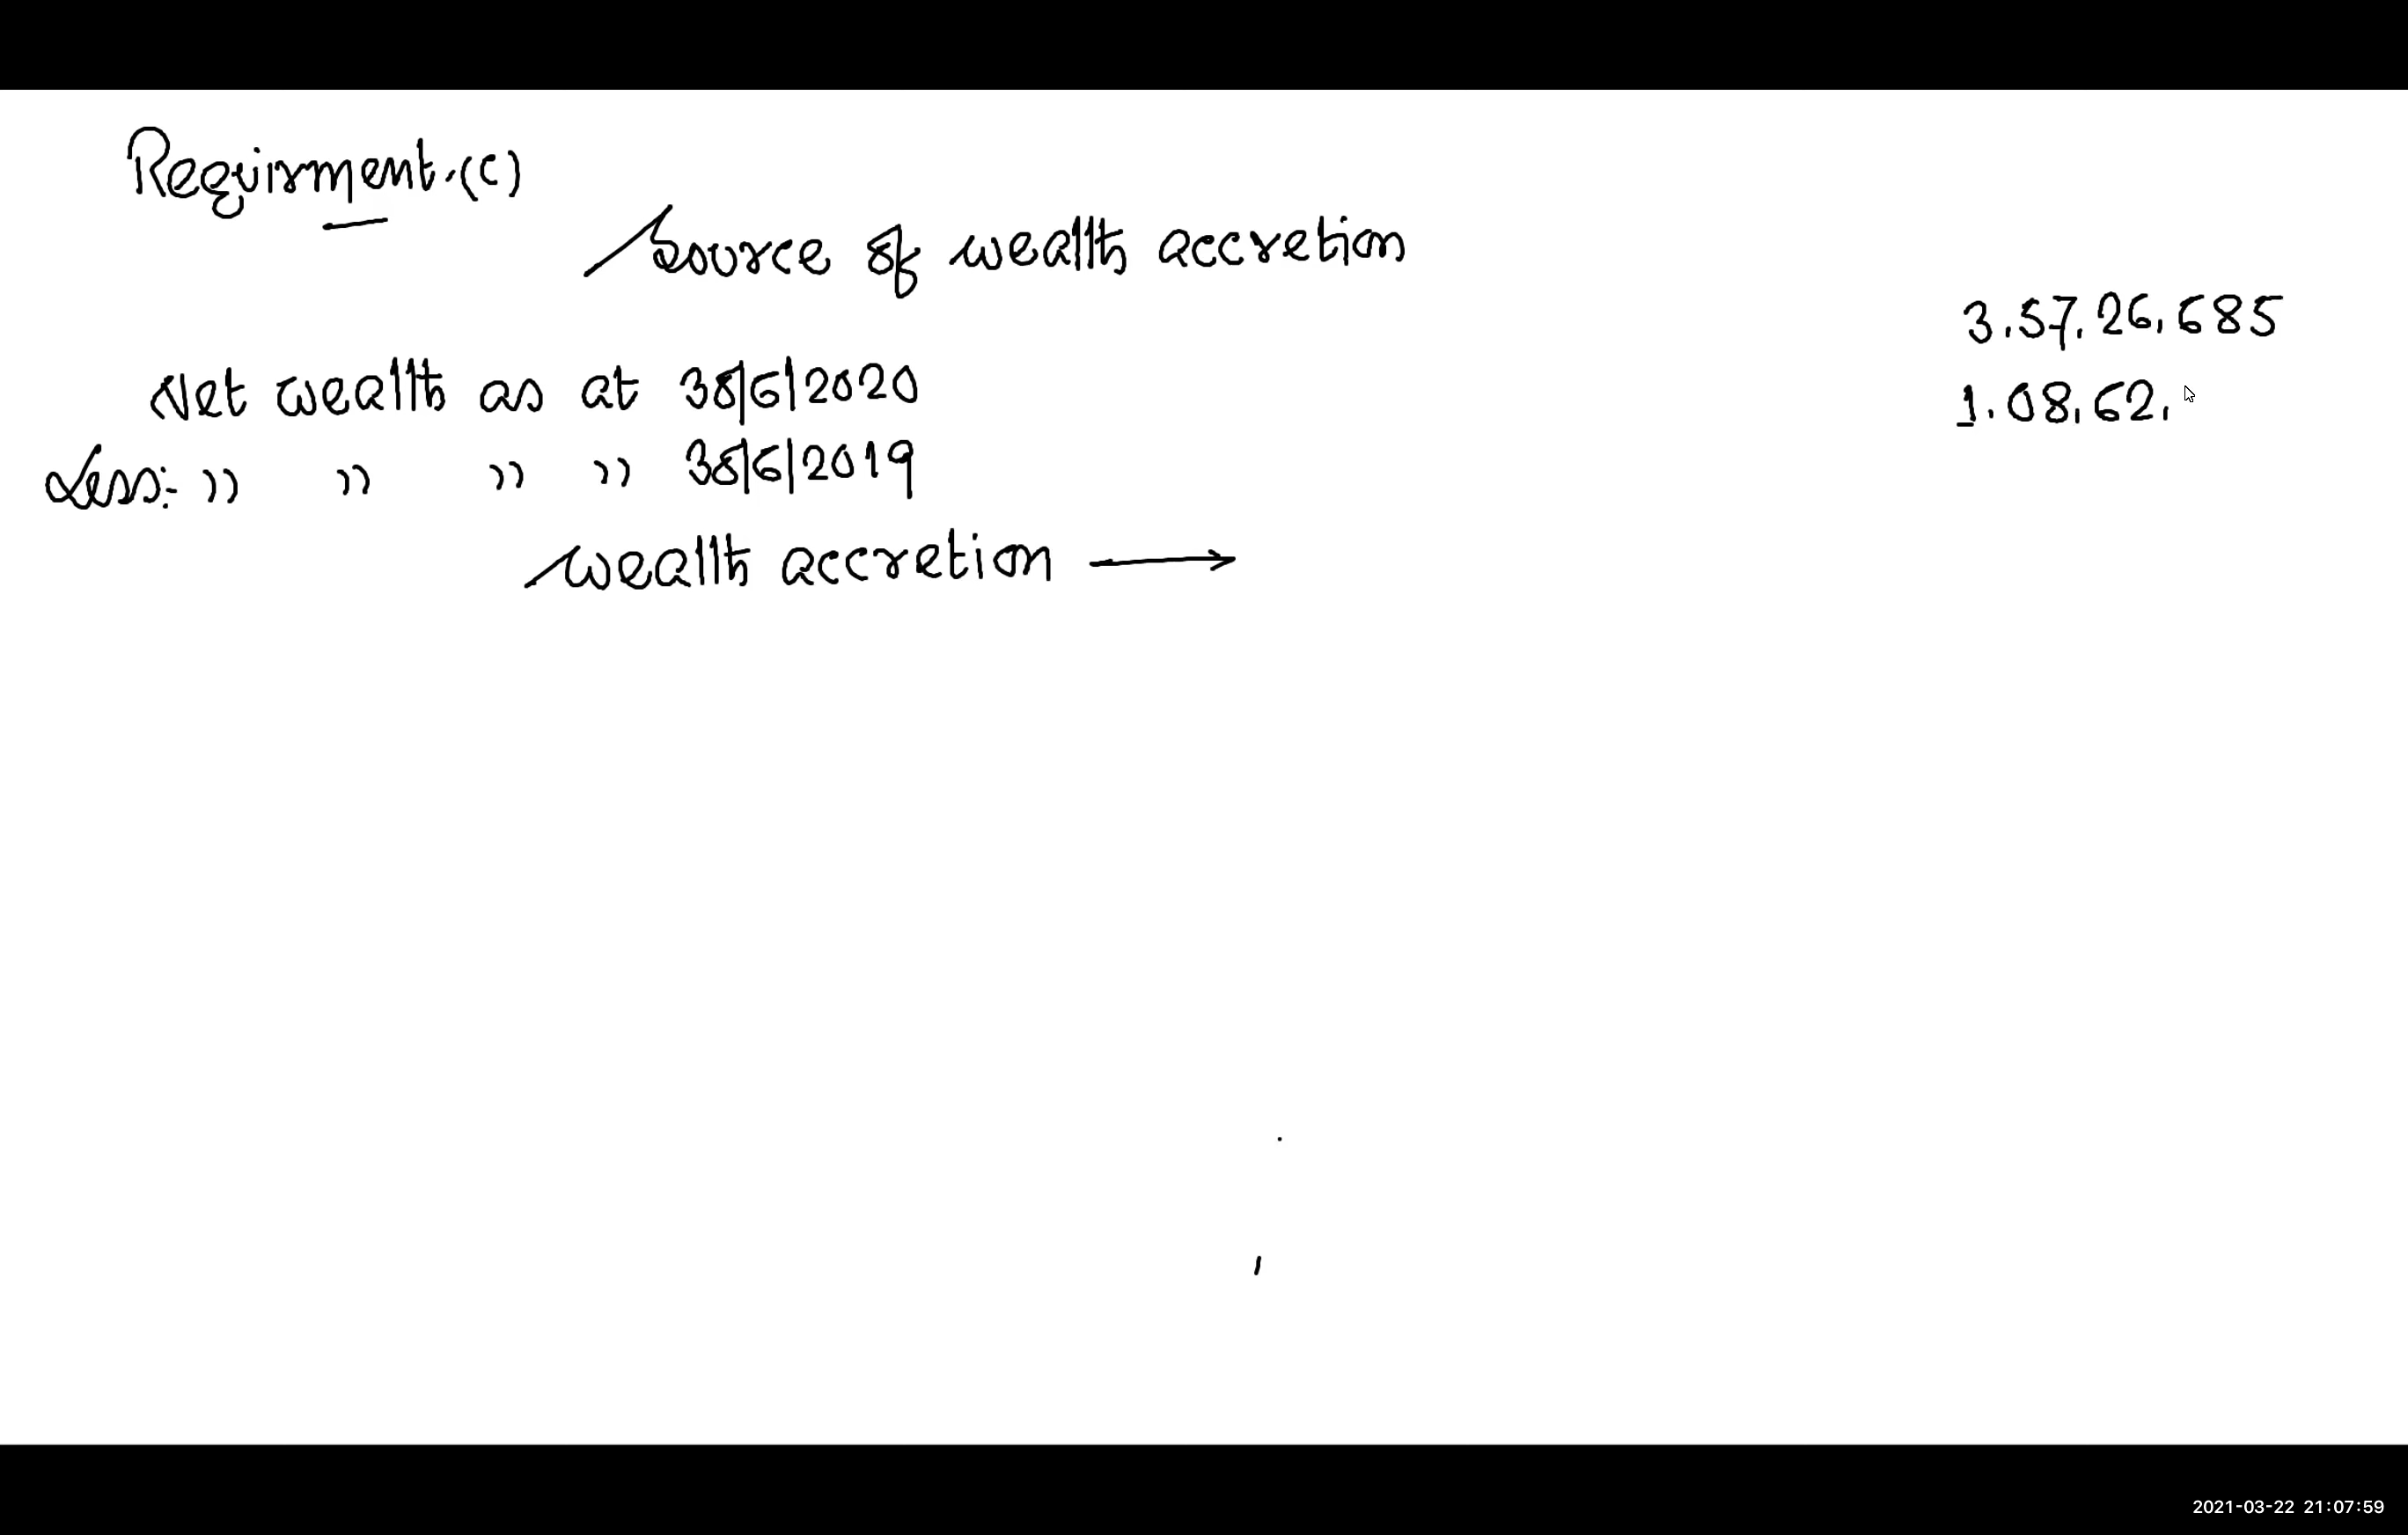 Requirment.(c)
Source of wealth accretion
3.57.26.685
Net wealth as at 30/6/2020
1.08.62.
Less:- " " " " 30/6/2019
Wealth accretion →
2021-03-22 21:07:59